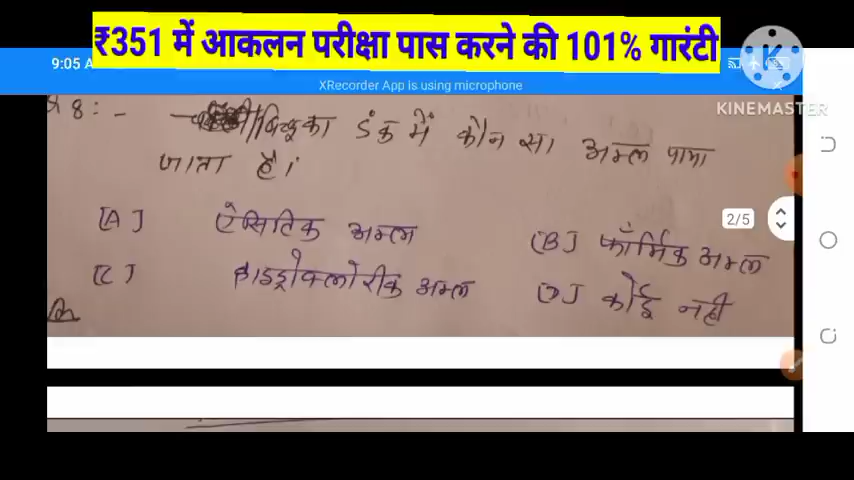 ₹351 में आकलन परीक्षा पास करने की 101% गारंटी
9:05 A
XRecorder App is using microphone
KINEMASTER
प्र 8: - बिच्छू का डंक में कौन सा अम्ल पाया
जाता है।
2/5
[A] ऐसिटिक अम्ल
(B) फॉर्मिक अम्ल
[C] हाइड्रोक्लोरीक अम्ल
(D) कोई नही